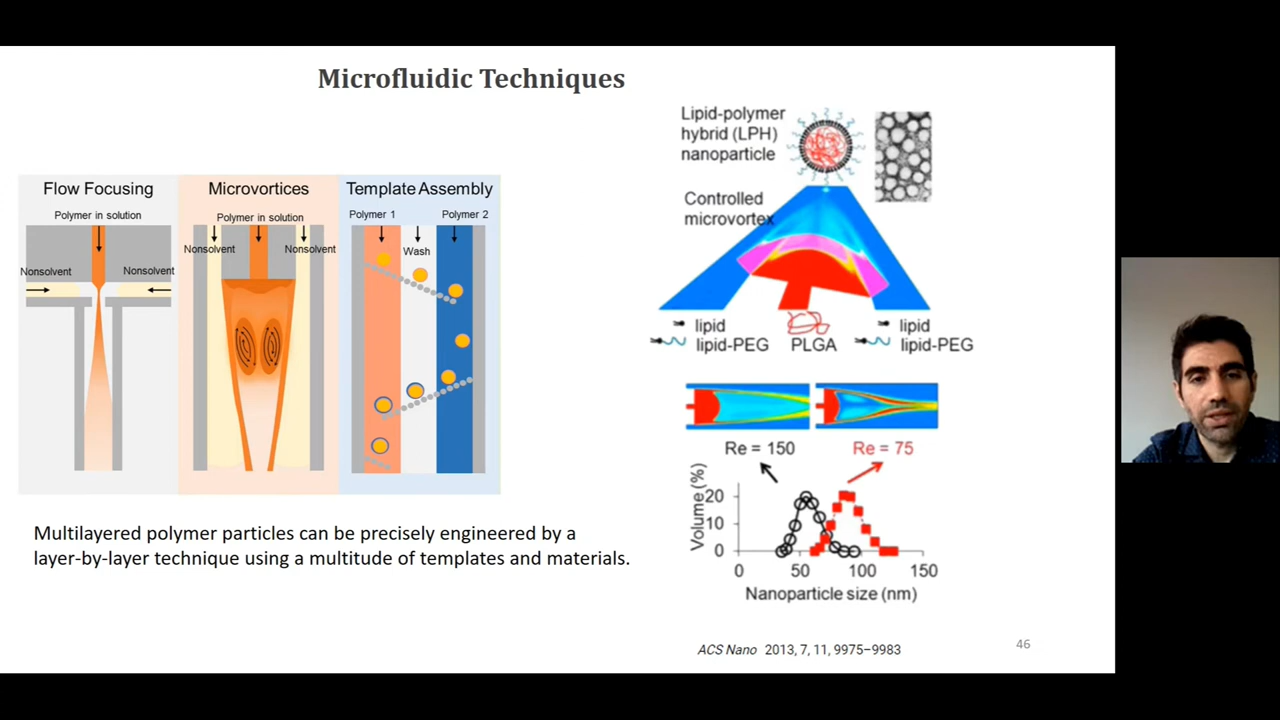 Microfluidic Techniques
Flow Focusing
Polymer in solution
Nonsolvent
Nonsolvent
Microvortices
Polymer in solution
Nonsolvent
Nonsolvent
Template Assembly
Polymer 1
Polymer 2
Wash
Multilayered polymer particles can be precisely engineered by a
layer-by-layer technique using a multitude of templates and materials.
Lipid-polymer
hybrid (LPH)
nanoparticle
Controlled
microvortex
lipid
lipid-PEG
PLGA
lipid
lipid-PEG
Re = 150
Re = 75
Volume (%)
20
10
0
0
50
100
150
Nanoparticle size (nm)
ACS Nano 2013, 7, 11, 9975–9983
46